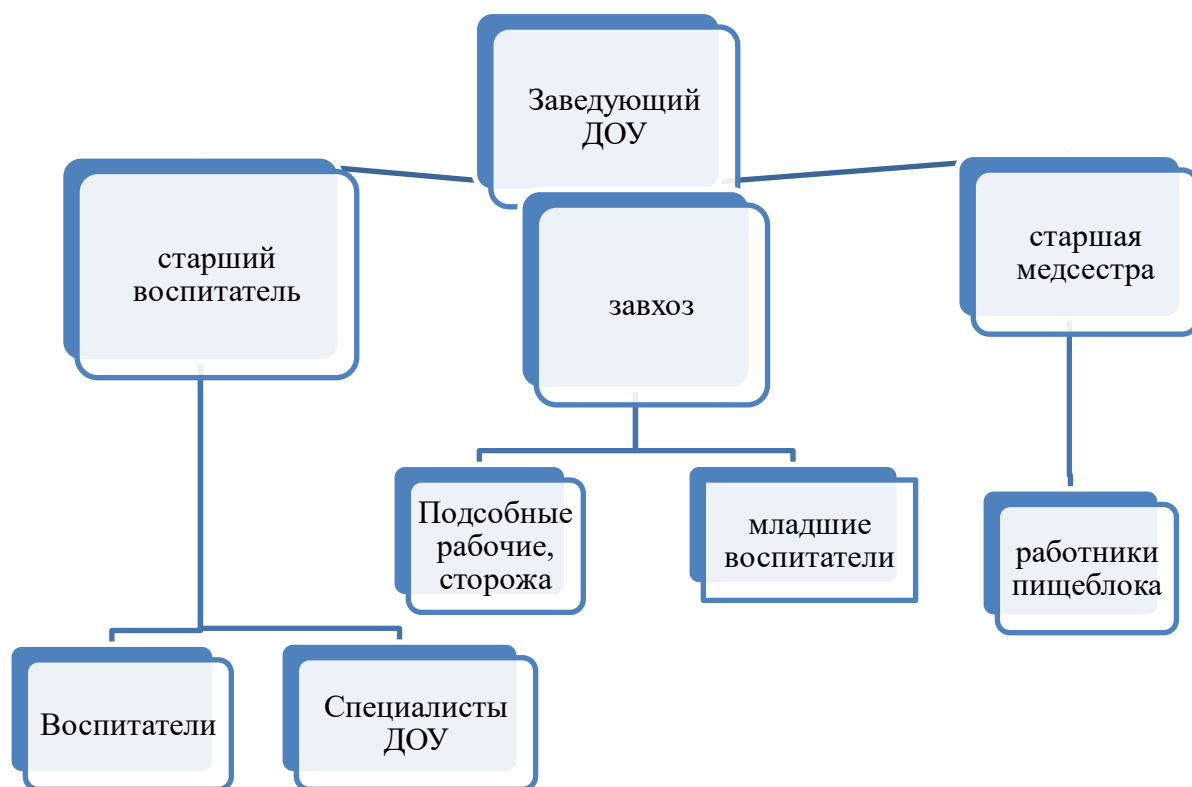 Заведующий
ДОУ
старший
воспитатель
завхоз
старшая
медсестра
Подсобные
рабочие,
сторожа
младшие
воспитатели
работники
пищеблока
Воспитатели
Специалисты
ДОУ